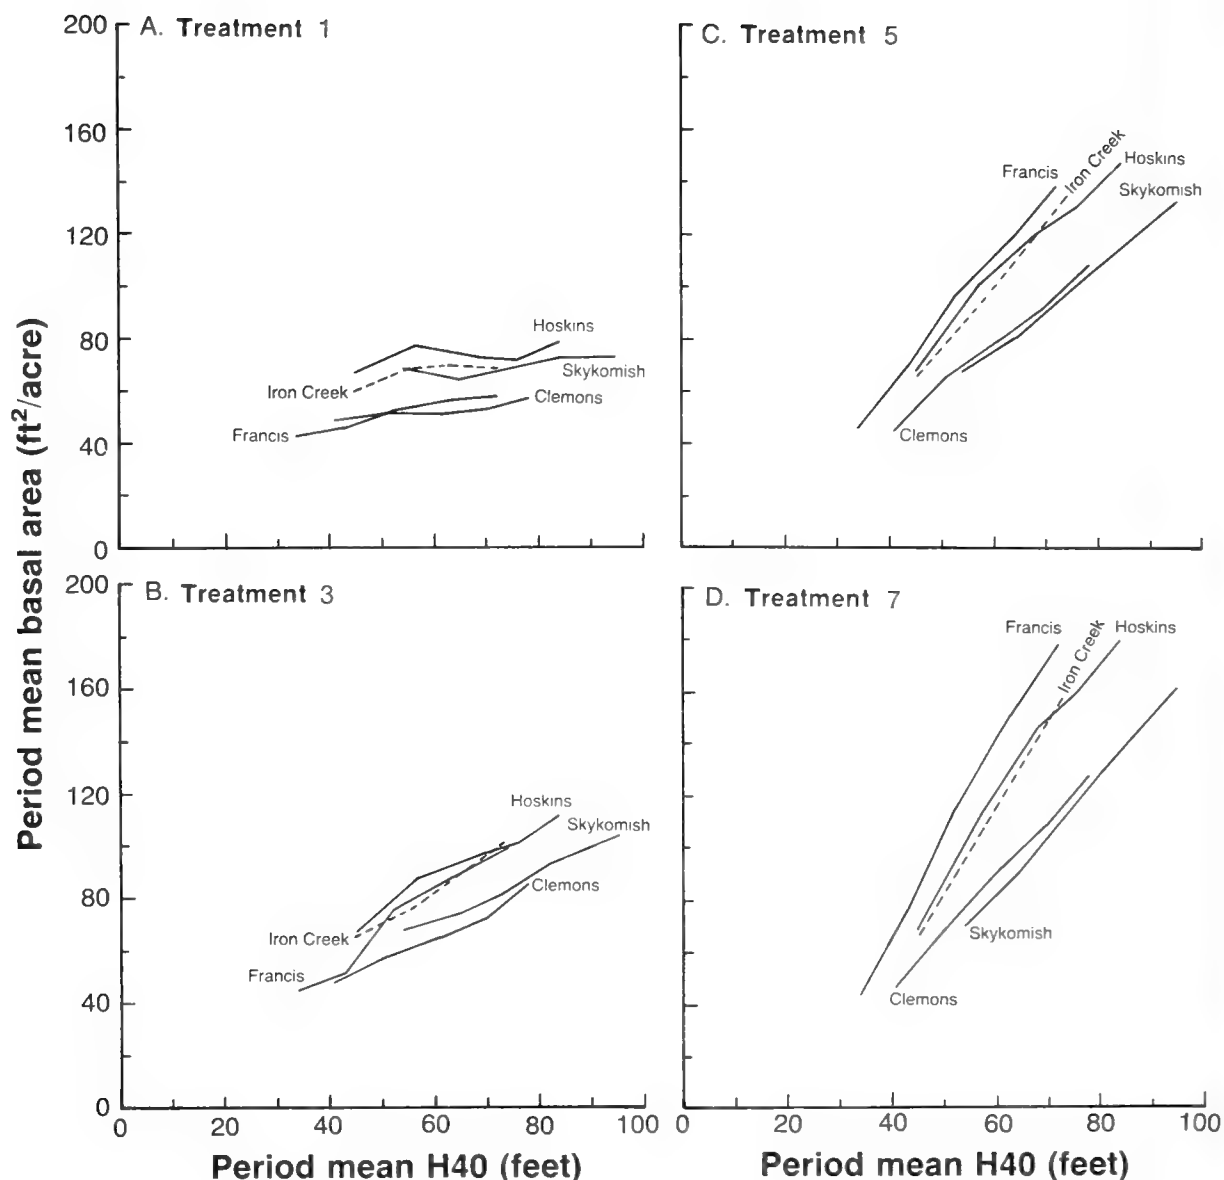 Period mean basal area (ft²/acre)
A. Treatment 1
200
160
120
80
40
0
Hoskins
Iron Creek
Skykomish
Clemons
Francis
C. Treatment 5
Francis
Iron Creek
Hoskins
Skykomish
Clemons
B. Treatment 3
200
160
120
80
40
0
Hoskins
Skykomish
Clemons
Iron Creek
Francis
0 20 40 60 80 100
Period mean H40 (feet)
D. Treatment 7
Francis
Iron Creek
Hoskins
Skykomish
Clemons
0 20 40 60 80 100
Period mean H40 (feet)